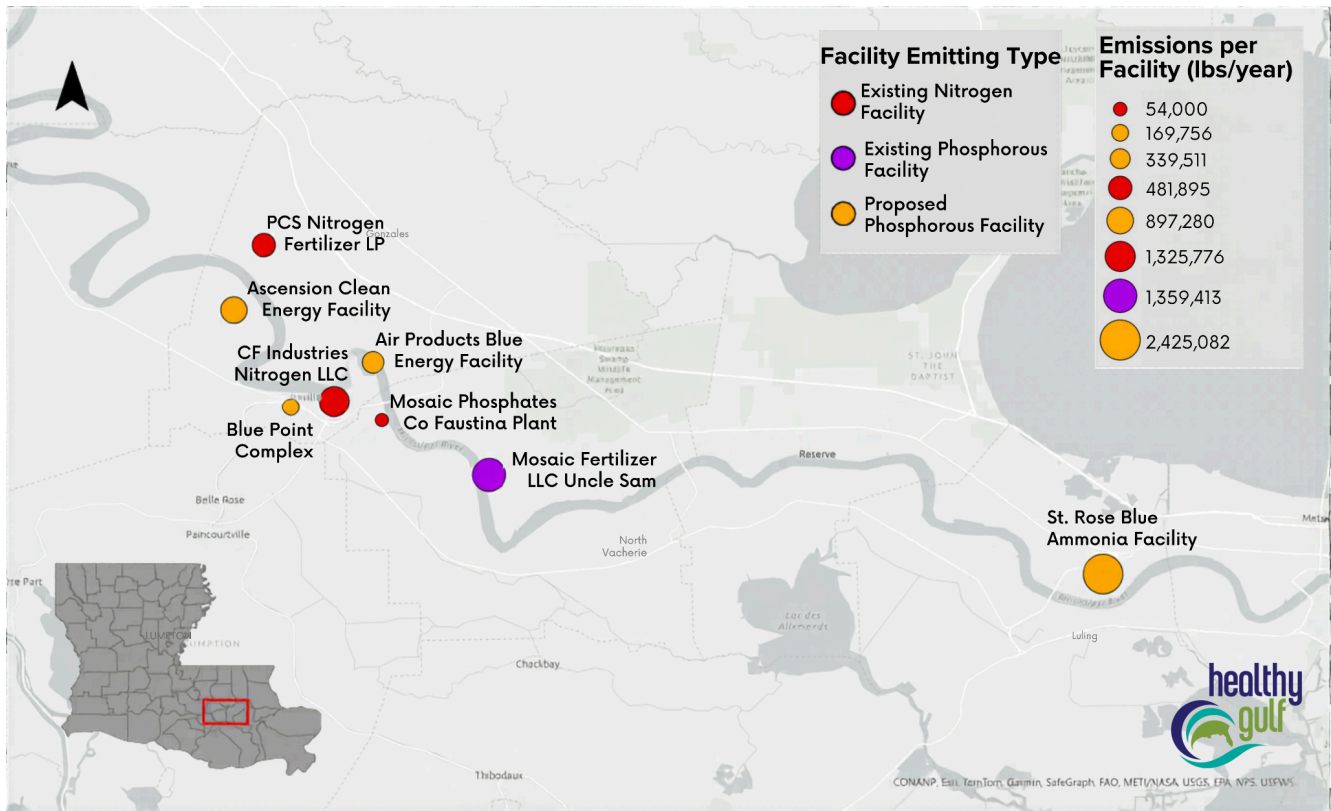 Facility Emitting Type
Existing Nitrogen
Facility
Existing Phosphorous
Facility
Proposed
Phosphorous Facility
Emissions per
Facility (lbs/year)
54,000
169,756
339,511
481,895
897,280
1,325,776
1,359,413
2,425,082
PCS Nitrogen
Fertilizer LP
Gonzales
Ascension Clean
Energy Facility
Air Products Blue
Energy Facility
CF Industries
Nitrogen LLC
Mosaic Phosphates
Co Faustina Plant
Blue Point
Complex
Mosaic Fertilizer
LLC Uncle Sam
Mississippi River
Reserve
ST. JOHN
THE
BAPTIST
Belle Rose
Paincourtville
North
Vacherie
St. Rose Blue
Ammonia Facility
Mississippi River
Luling
Lac des
Allemands
Chackbay
Thibodaux
healthy
gulf
CONANP, Esri, TomTom, Garmin, SafeGraph, FAO, METI/NASA, USGS, EPA, NPS, USFWS